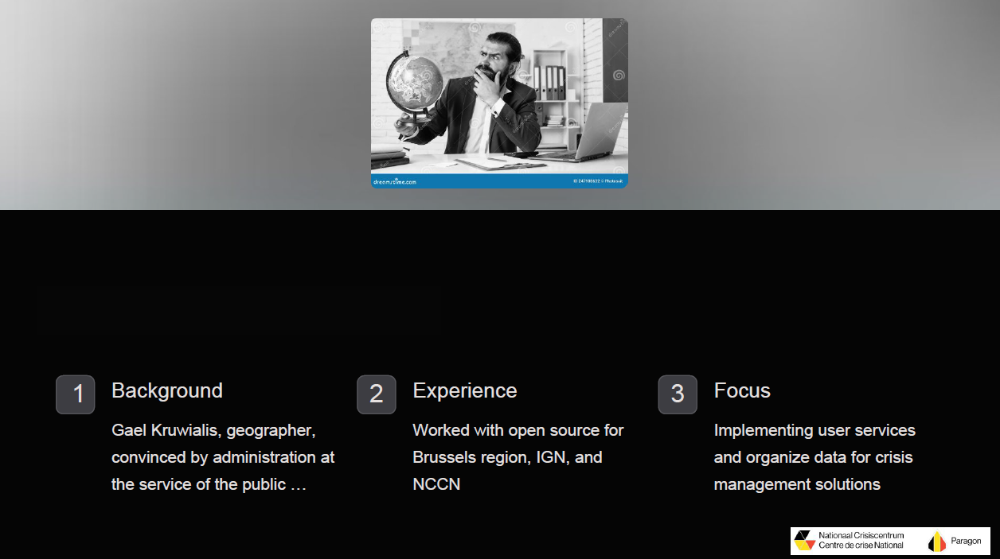 dreamstime.com
ID 247108632 © Photosvit
1
Background
Gael Kruwialis, geographer,
convinced by administration at
the service of the public …
2
Experience
Worked with open source for
Brussels region, IGN, and
NCCN
3
Focus
Implementing user services
and organize data for crisis
management solutions
Nationaal Crisiscentrum
Centre de crise National
Paragon